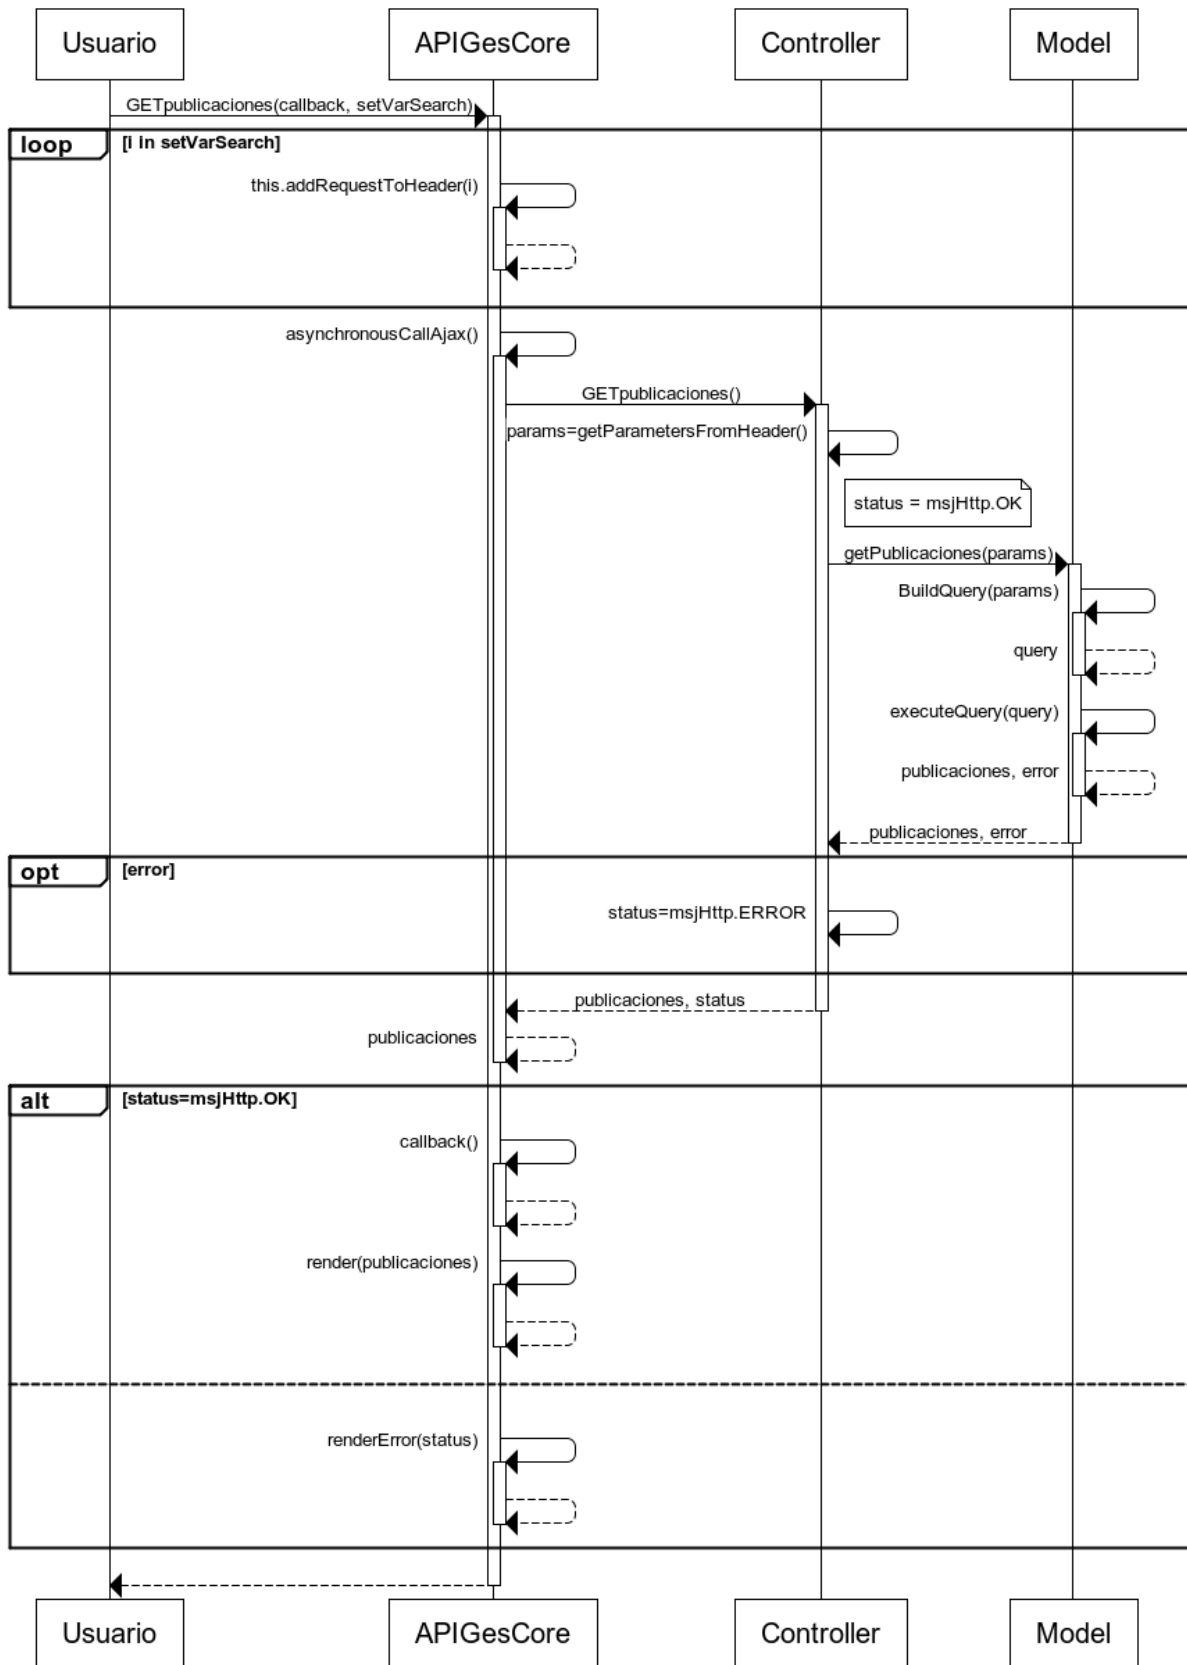 Usuario
APIGesCore
Controller
Model
GETpublicaciones(callback, setVarSearch)
loop
[i in setVarSearch]
this.addRequestToHeader(i)
asynchronousCallAjax()
GETpublicaciones()
params=getParametersFromHeader()
status = msjHttp.OK
getPublicaciones(params)
BuildQuery(params)
query
executeQuery(query)
publicaciones, error
publicaciones, error
opt
[error]
status=msjHttp.ERROR
publicaciones, status
publicaciones
alt
[status=msjHttp.OK]
callback()
render(publicaciones)
renderError(status)
Usuario
APIGesCore
Controller
Model